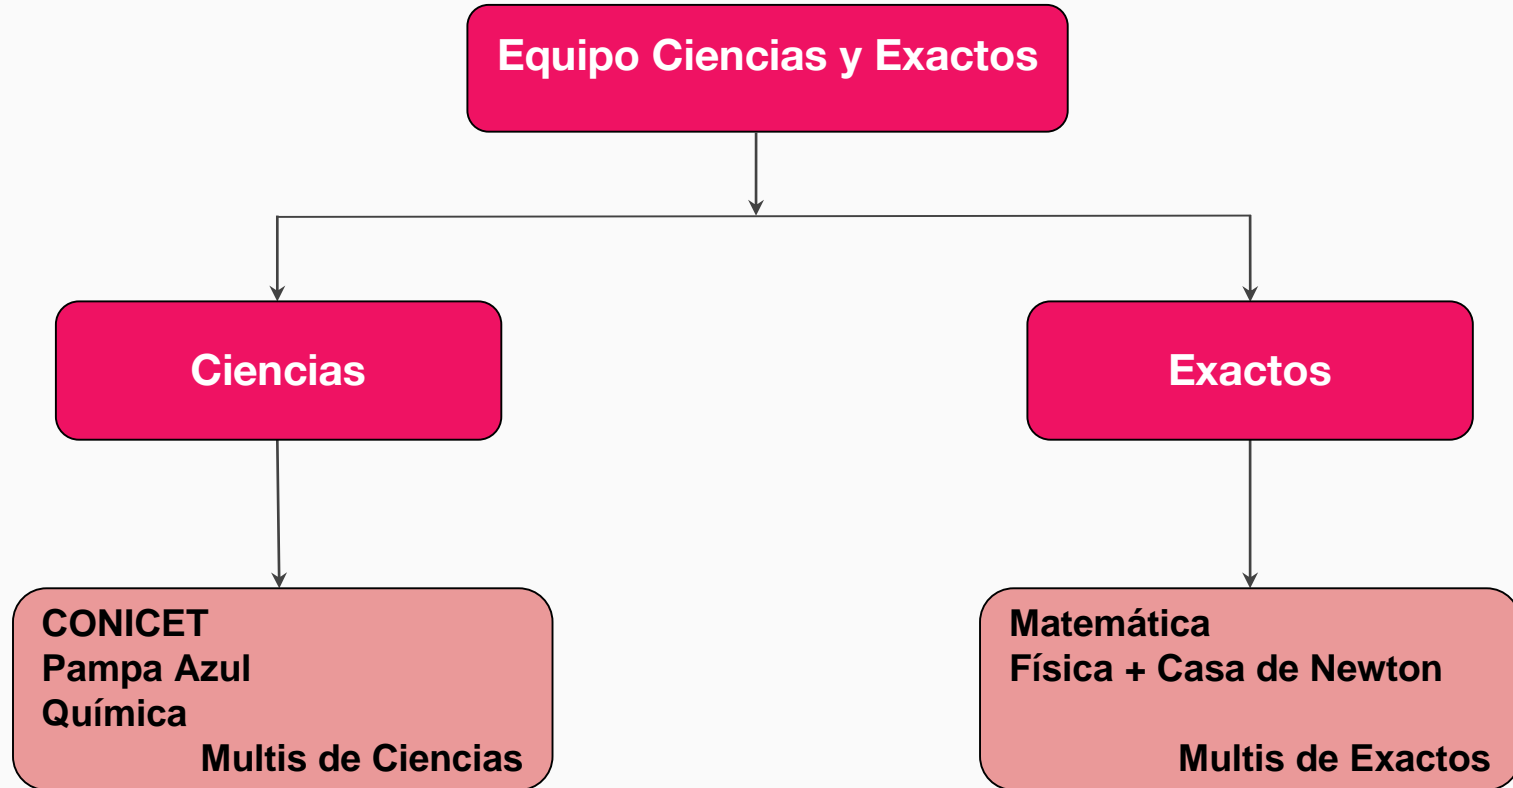 Equipo Ciencias y Exactos
Ciencias
Exactos
CONICET
Pampa Azul
Química
Multis de Ciencias
Matemática
Física + Casa de Newton
Multis de Exactos